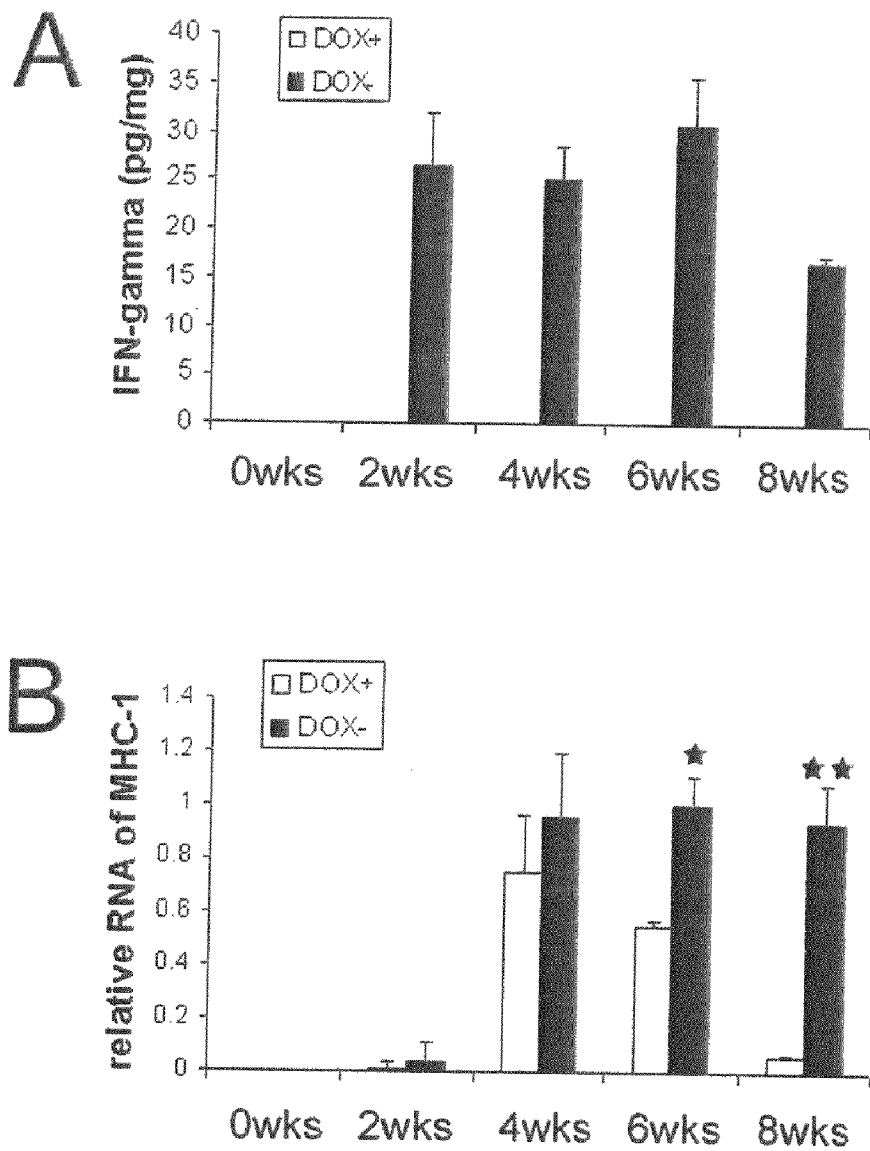 A
IFN-gamma (pg/mg)
40
35
30
25
20
15
10
5
0
DOX+
DOX-
0wks 2wks 4wks 6wks 8wks
B
relative RNA of MHC-1
1.4
1.2
1
0.8
0.6
0.4
0.2
0
DOX+
DOX-
★
★★
0wks 2wks 4wks 6wks 8wks